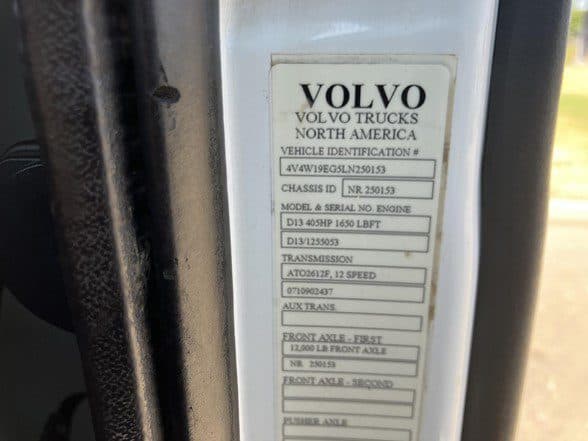 VOLVO
VOLVO TRUCKS
NORTH AMERICA
VEHICLE IDENTIFICATION #
4V4W19EG5LN250153
CHASSIS ID NR 250153
MODEL & SERIAL NO. ENGINE
D13 405HP 1650 LBFT
D13/1255053
TRANSMISSION
ATO2612F, 12 SPEED
0710902437
AUX TRANS.
FRONT AXLE - FIRST
12,000 LB FRONT AXLE
NR 250153
FRONT AXLE - SECOND
PUSHER AXLE